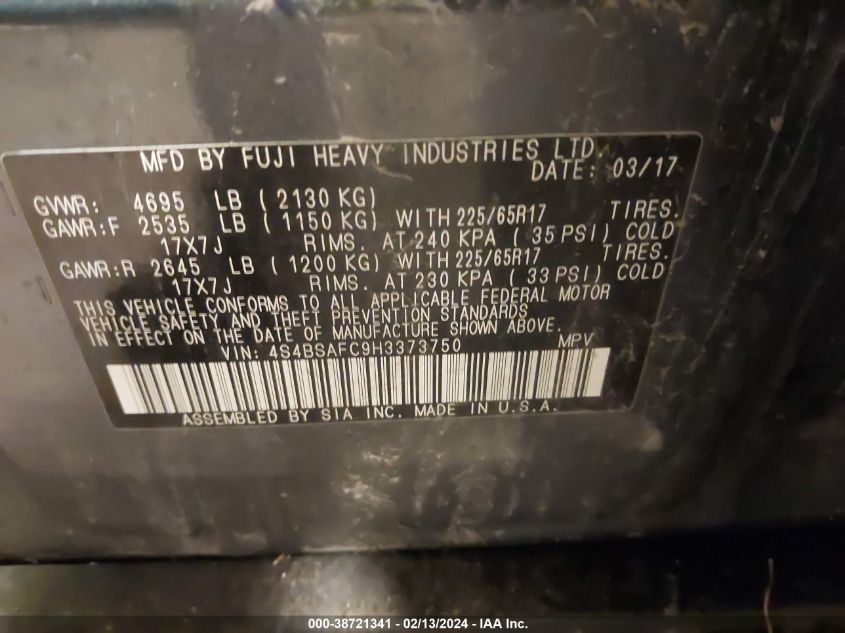 MFD BY FUJI HEAVY INDUSTRIES LTD.
DATE: 03/17
GVWR: 4695 LB ( 2130 KG)
GAWR:F 2535 LB ( 1150 KG) WITH 225/65R17 TIRES.
17X7J RIMS. AT 240 KPA ( 35 PSI) COLD
GAWR:R 2645 LB ( 1200 KG) WITH 225/65R17 TIRES.
17X7J RIMS. AT 230 KPA ( 33 PSI) COLD
THIS VEHICLE CONFORMS TO ALL APPLICABLE FEDERAL MOTOR
VEHICLE SAFETY AND THEFT PREVENTION STANDARDS
IN EFFECT ON THE DATE OF MANUFACTURE SHOWN ABOVE.
VIN: 4S4BSAFC9H3373750 MPV
ASSEMBLED BY SIA INC. MADE IN U.S.A.
000-38721341 - 02/13/2024 - IAA Inc.